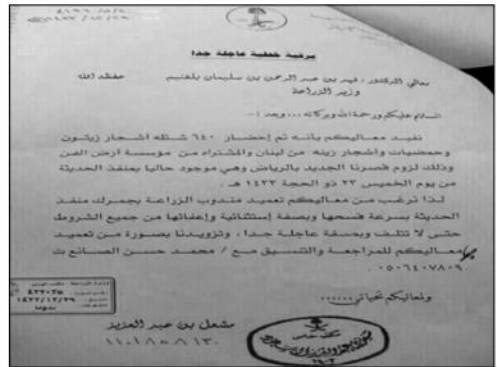 برقية خطية عاجلة جدا
معالي الدكتور / فهد بن عبد الرحمن بن سليمان بلغنيم حفظه الله
وزير الزراعة
السلام عليكم ورحمة الله وبركاته ... وبعد :-
نفيد معاليكم بأنه تم إحضار ٦٤٠ شتله أشجار زيتون
وحمضيات وأشجار زينه من لبنان والمشتراه من مؤسسة أرض الفن
وذلك لزوم قصرنا الجديد بالرياض وهي موجود حاليا بمنفذ الحديثة
من يوم الخميس ٢٣ ذو الحجة ١٤٣٣ هـ .
لذا نرغب من معاليكم تعميد مندوب الزراعة بجمرك منفذ
الحديثة بسرعة فسحها وبصفة إستثنائية وإعفائها من جميع الشروط
حتى لا تتلف وبصفة عاجلة جدا ، وتزويدنا بصورة من تعميد
معاليكم للمراجعة والتنسيق مع / محمد حسن الصانع ت
٠٥٠٦٤٠٧٨٠٩
ولمعاليكم تحياتي ،،،،،،
مشعل بن عبد العزيز